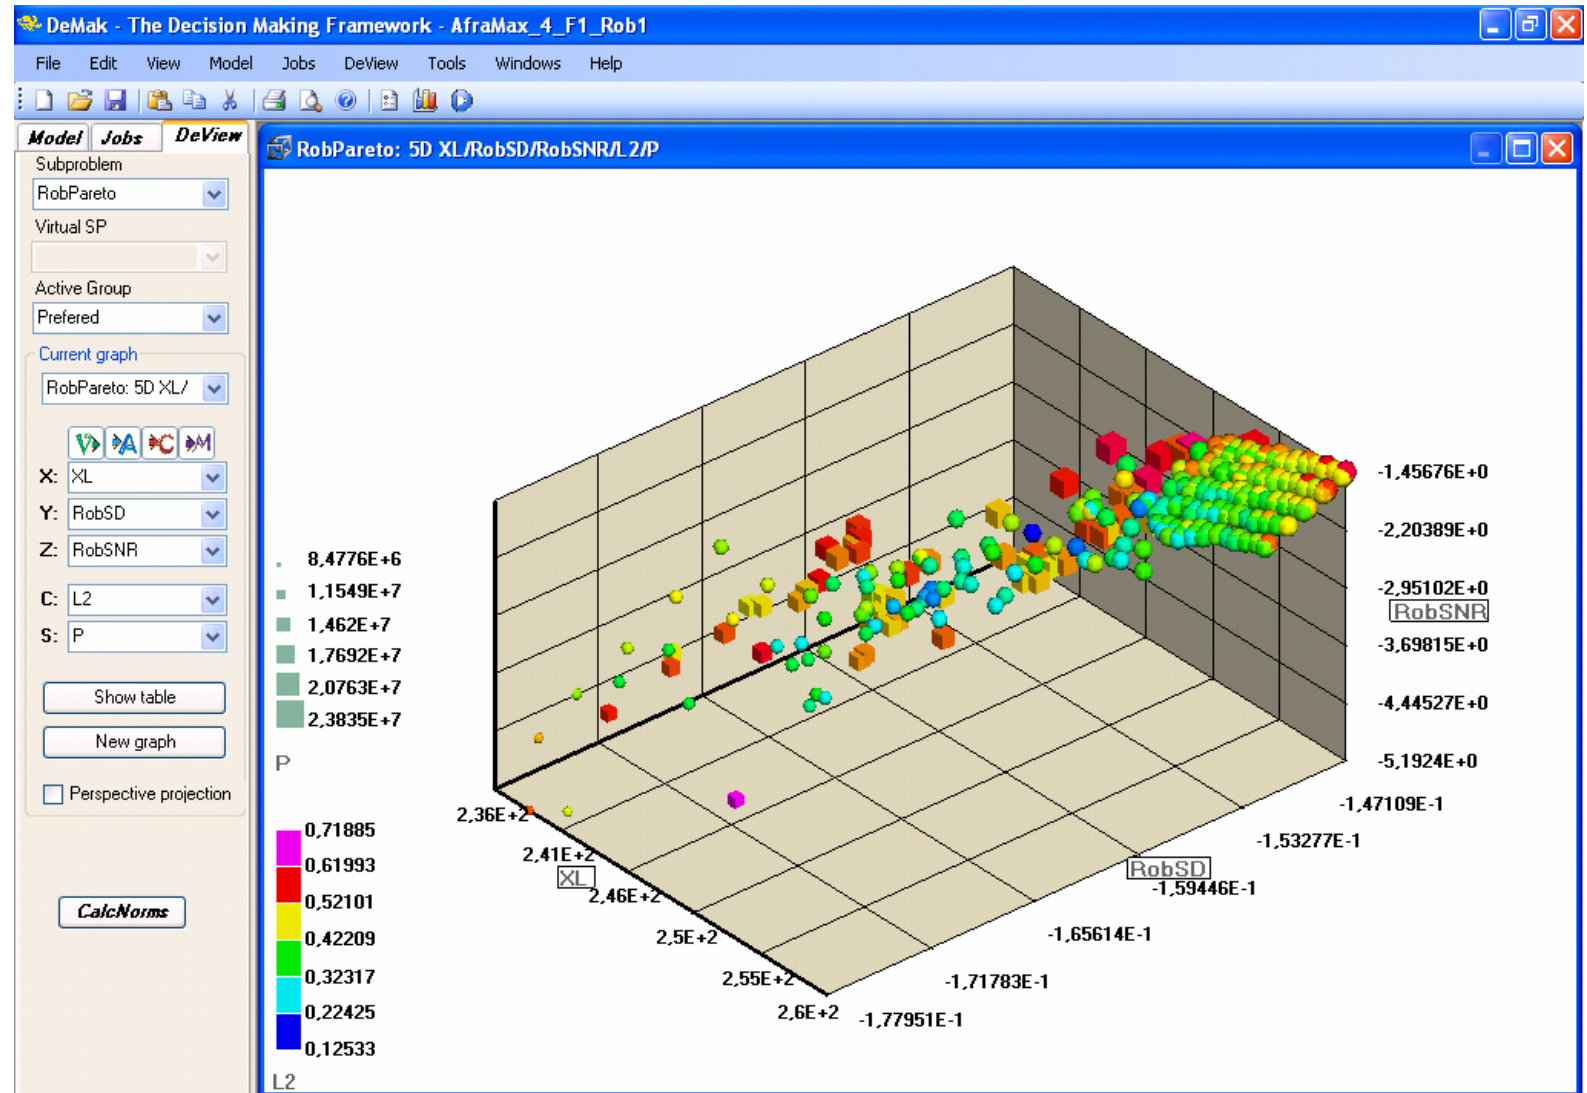 DeMak - The Decision Making Framework - AfraMax_4_F1_Rob1
File Edit View Model Jobs DeView Tools Windows Help
Model Jobs DeView
Subproblem
RobPareto
Virtual SP
Active Group
Prefered
Current graph
RobPareto: 5D XL/
V A C M
X: XL
Y: RobSD
Z: RobSNR
C: L2
S: P
Show table
New graph
Perspective projection
CalcNorms
RobPareto: 5D XL/RobSD/RobSNR/L2/P
8,4776E+6
1,1549E+7
1,462E+7
1,7692E+7
2,0763E+7
2,3835E+7
P
0,71885
0,61993
0,52101
0,42209
0,32317
0,22425
0,12533
L2
2,36E+2
2,41E+2
XL
2,46E+2
2,5E+2
2,55E+2
2,6E+2
-1,77951E-1
-1,71783E-1
-1,65614E-1
-1,59446E-1
RobSD
-1,53277E-1
-1,47109E-1
-1,45676E+0
-2,20389E+0
-2,95102E+0
RobSNR
-3,69815E+0
-4,44527E+0
-5,1924E+0